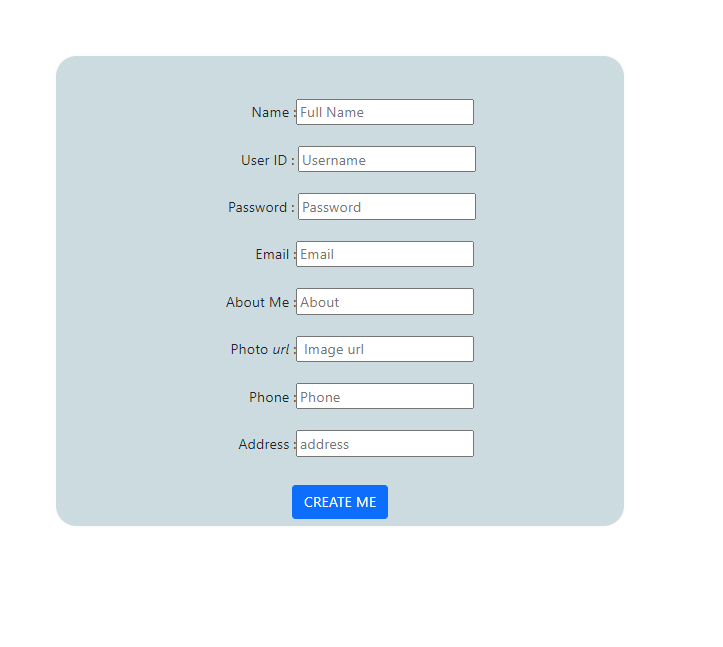 Name : Full Name
User ID : Username
Password : Password
Email : Email
About Me : About
Photo url : Image url
Phone : Phone
Address : address
CREATE ME